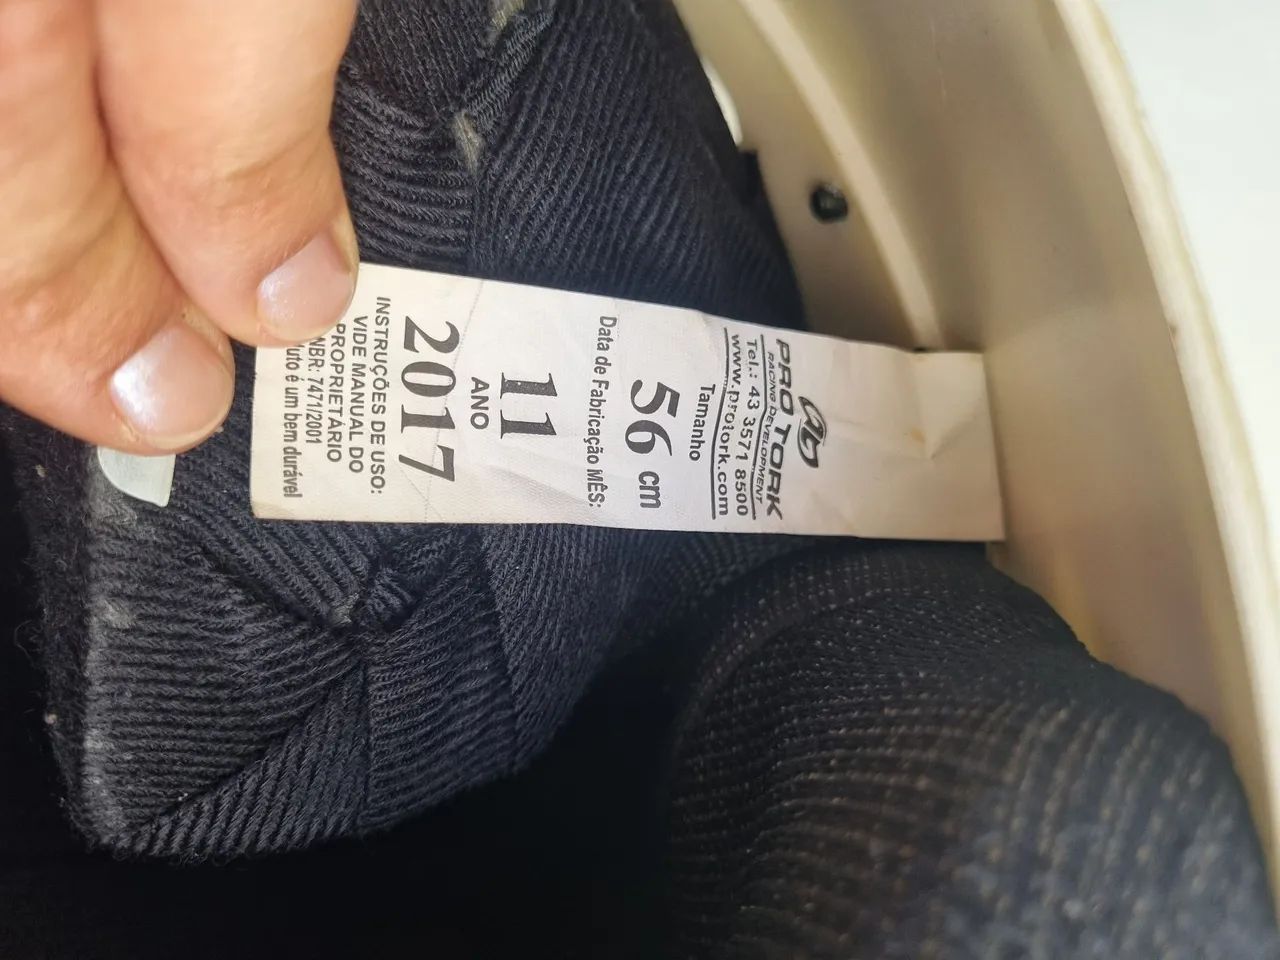 PRO TORK
RACING DEVELOPMENT
Tel.: 43 3571 8500
www.protork.com
Tamanho
56 cm
Data de Fabricação MÊS:
11
ANO
2017
INSTRUÇÕES DE USO:
VIDE MANUAL DO
PROPRIETÁRIO
NBR: 7471/2001
é um bem durável